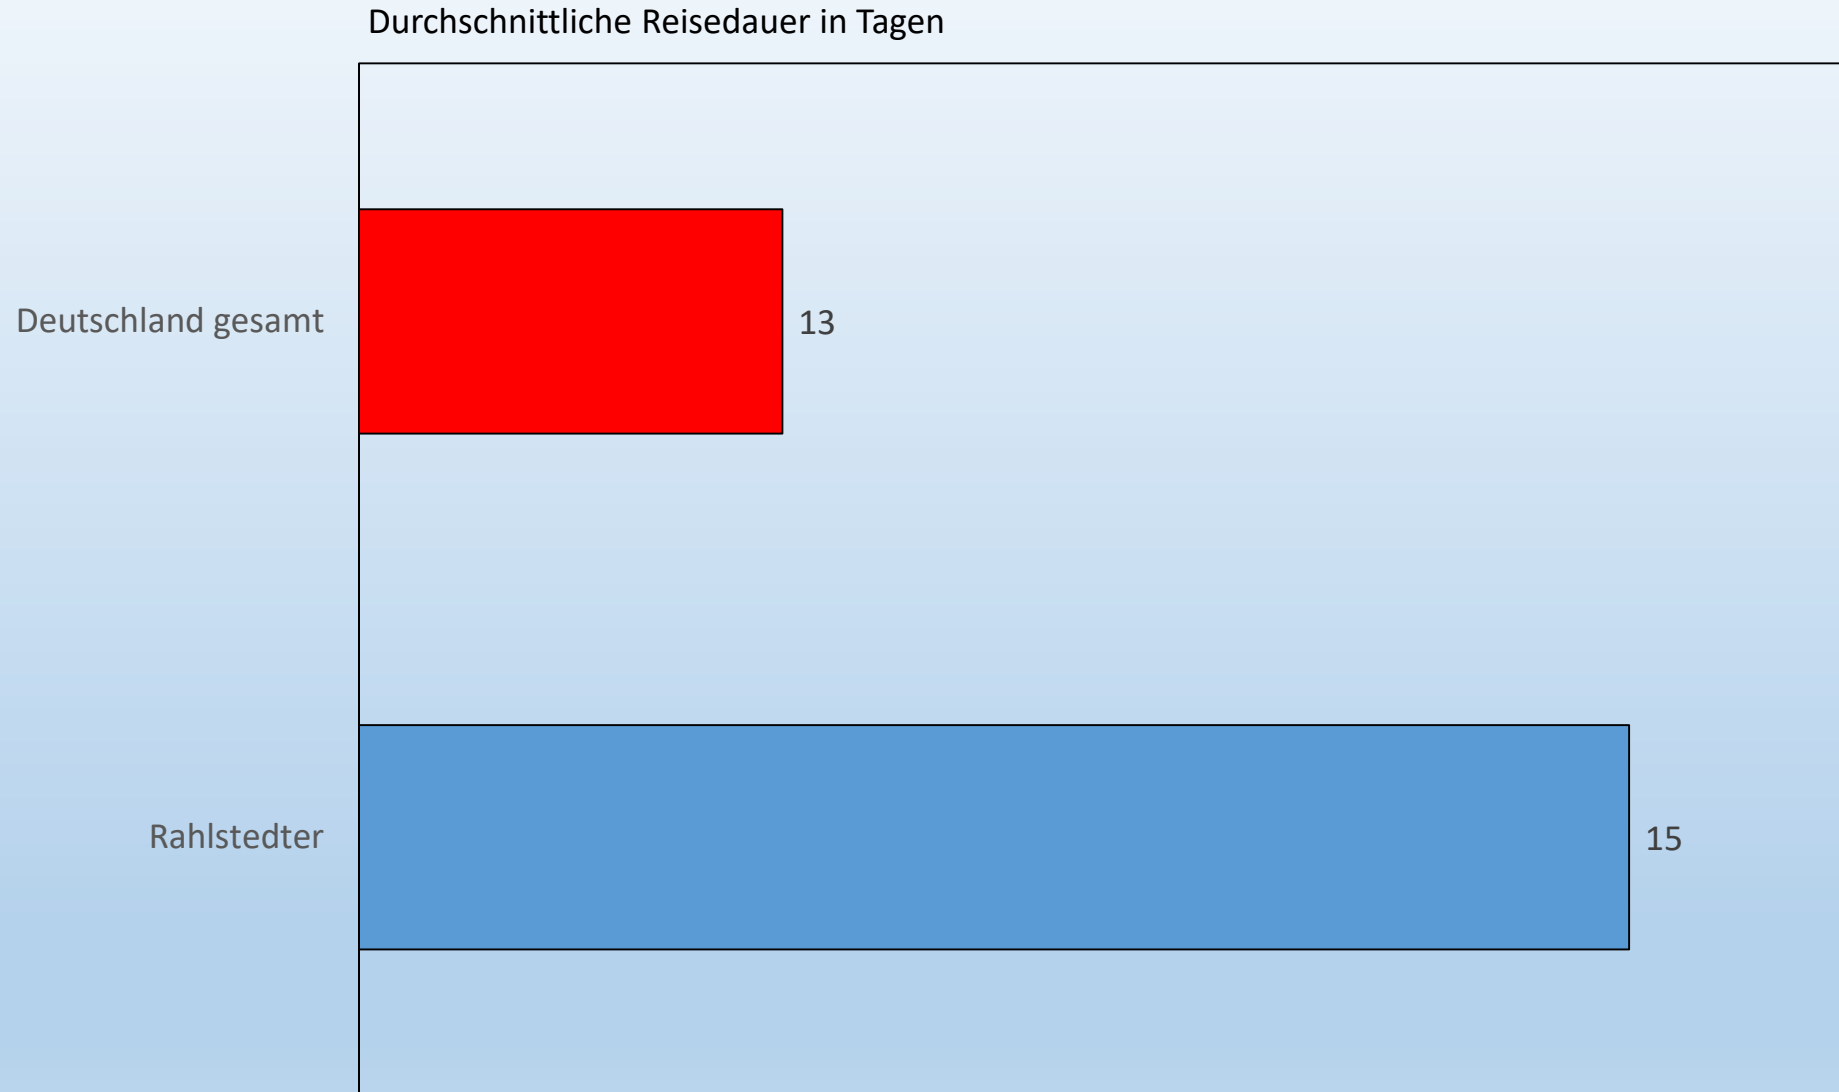 Durchschnittliche Reisedauer in Tagen
Deutschland gesamt
13
Rahlstedter
15